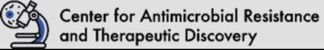 Center for Antimicrobial Resistance
and Therapeutic Discovery